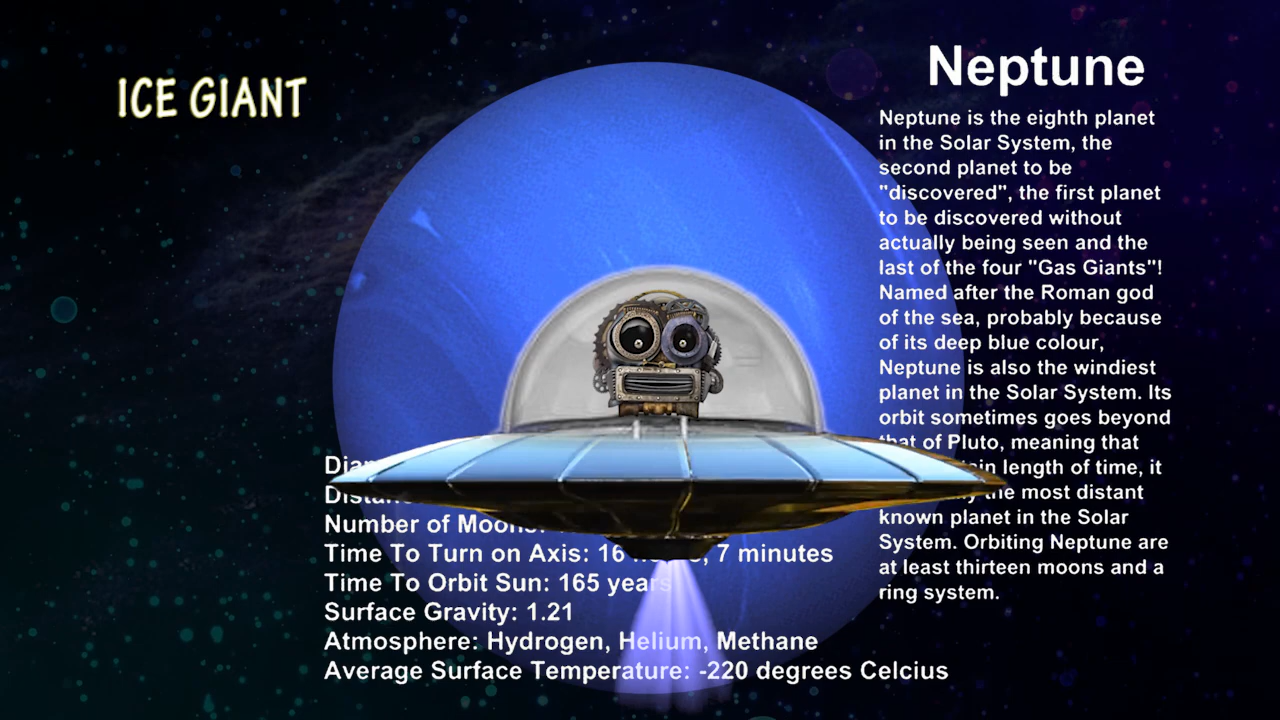 ICE GIANT
Neptune
Neptune is the eighth planet
in the Solar System, the
second planet to be
"discovered", the first planet
to be discovered without
actually being seen and the
last of the four "Gas Giants"!
Named after the Roman god
of the sea, probably because
of its deep blue colour,
Neptune is also the windiest
planet in the Solar System. Its
orbit sometimes goes beyond
that of Pluto, meaning that
length of time, it
the most distant
known planet in the Solar
System. Orbiting Neptune are
at least thirteen moons and a
ring system.
Number of Moons:
Time To Turn on Axis: 16 hours, 7 minutes
Time To Orbit Sun: 165 years
Surface Gravity: 1.21
Atmosphere: Hydrogen, Helium, Methane
Average Surface Temperature: -220 degrees Celcius